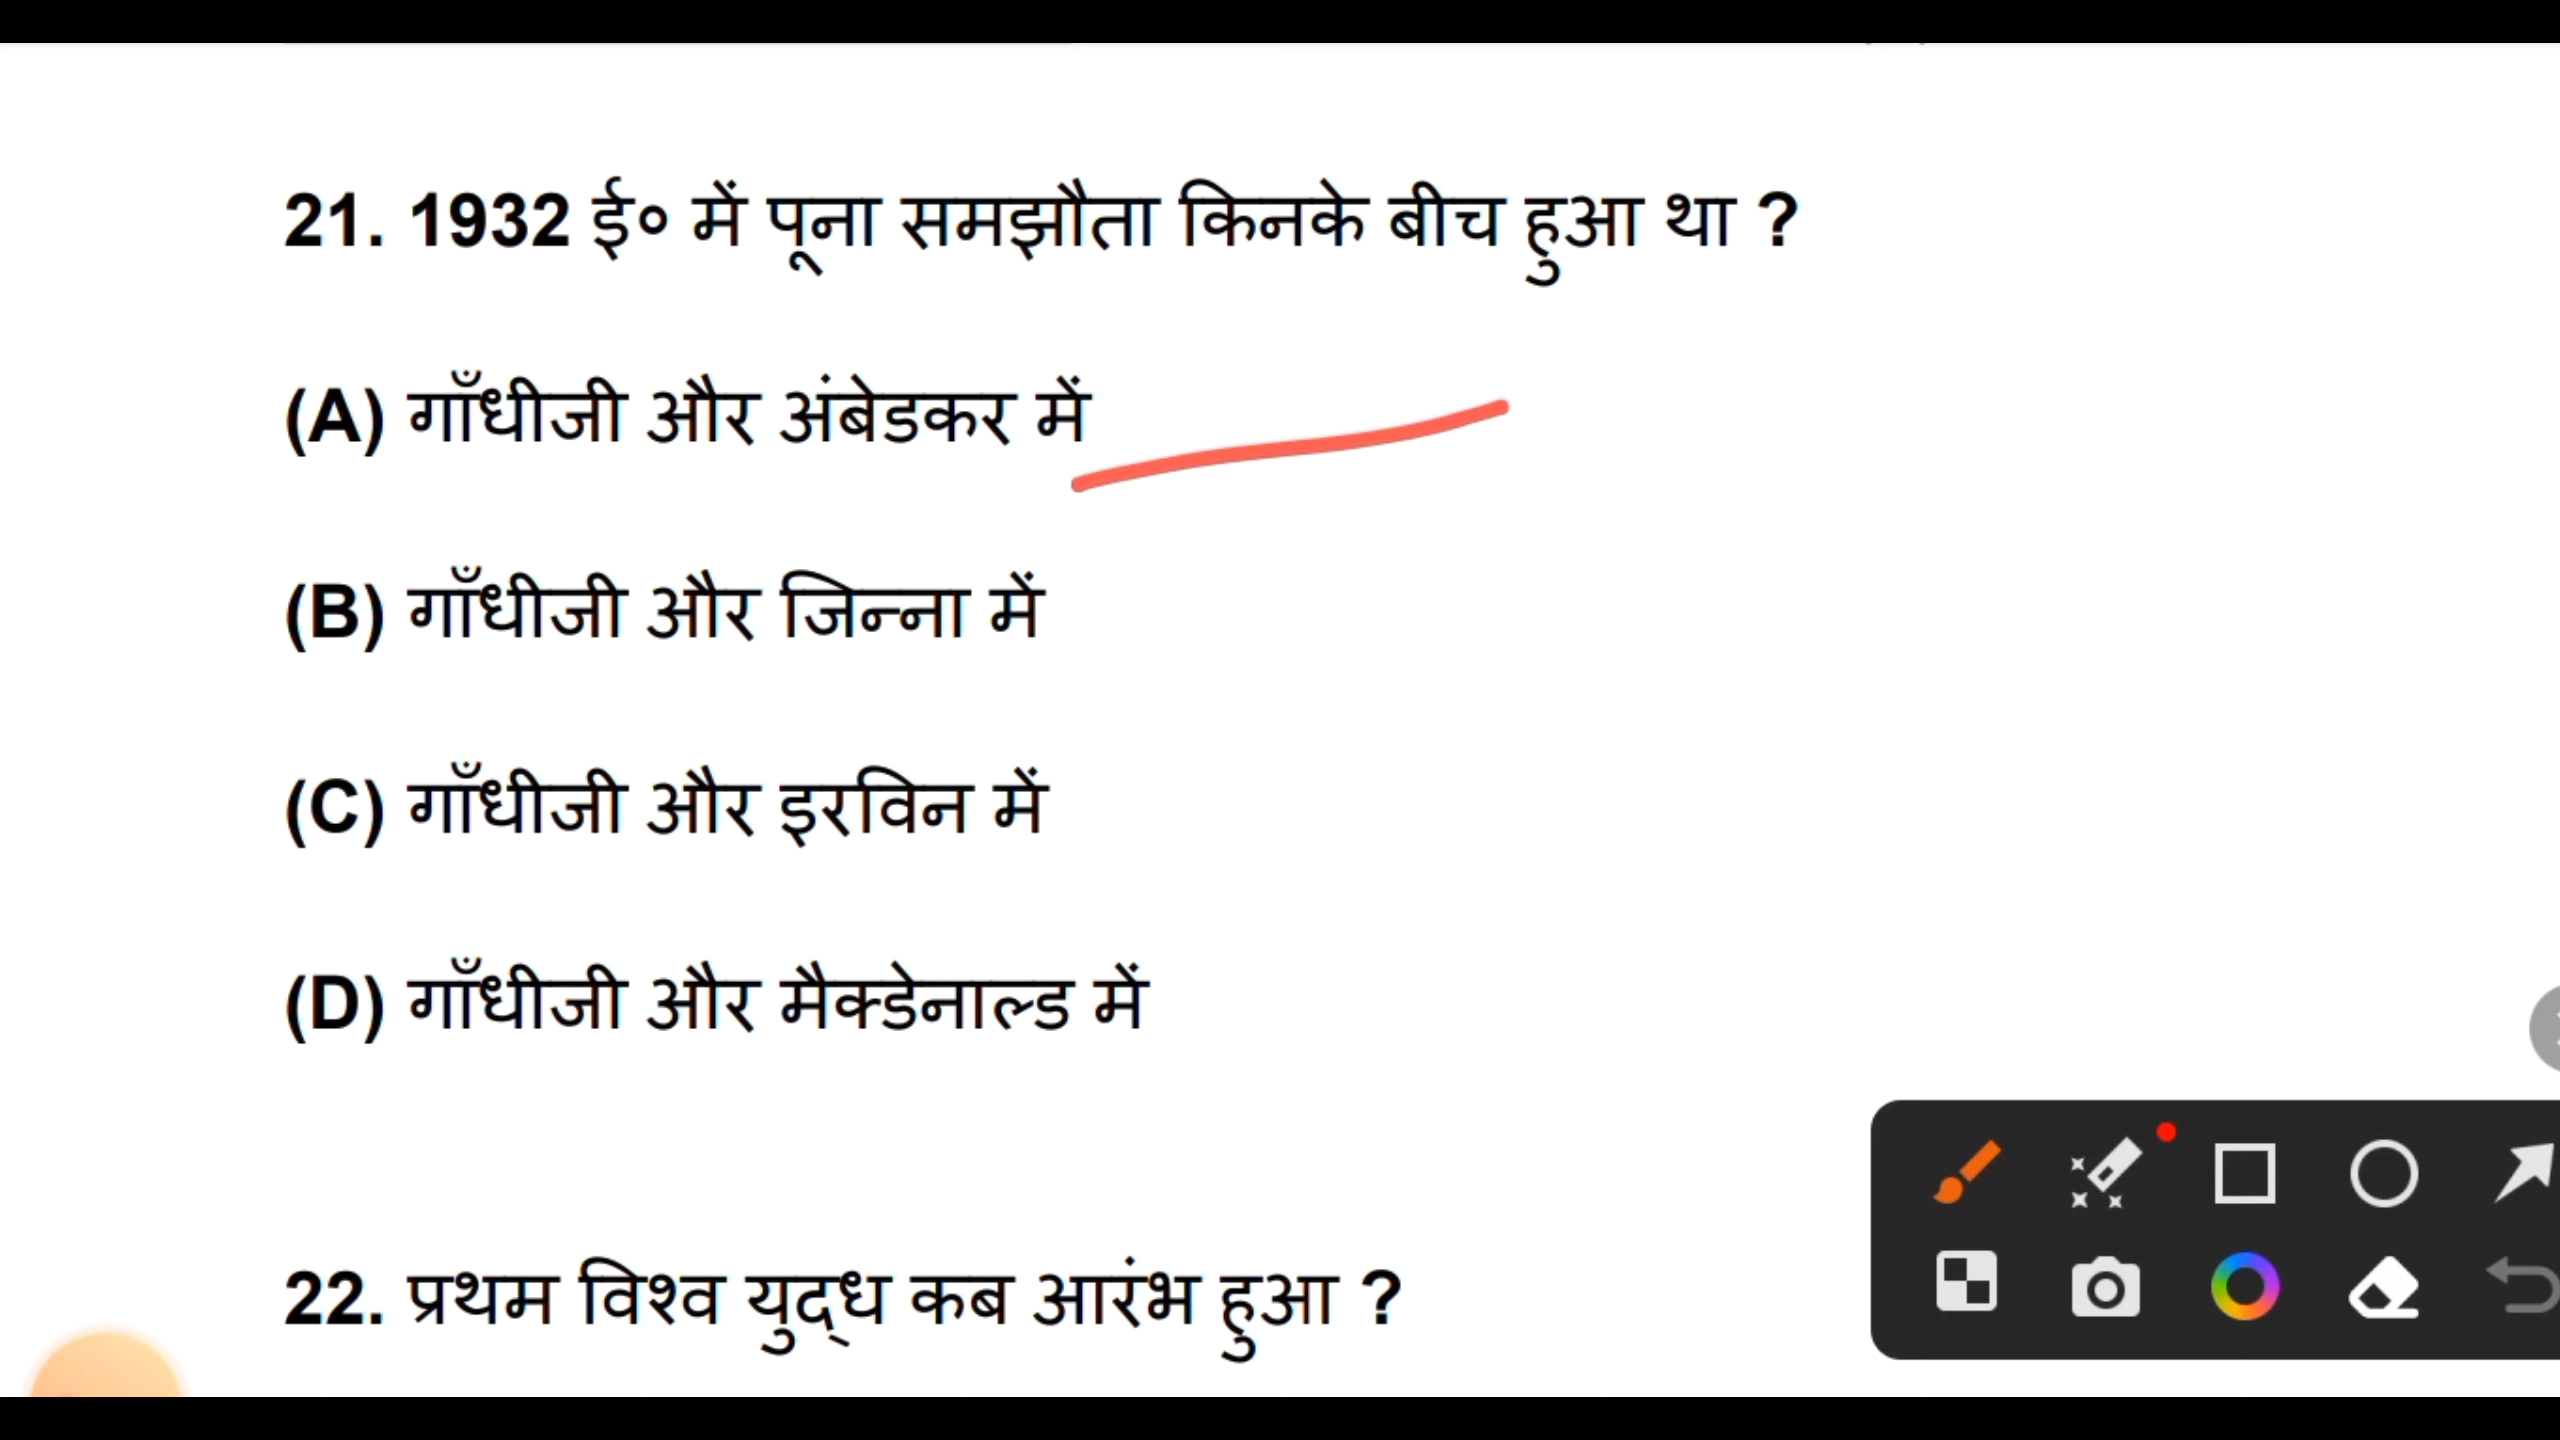 21. 1932 ई० में पूना समझौता किनके बीच हुआ था ?
(A) गाँधीजी और अंबेडकर में
(B) गाँधीजी और जिन्ना में
(C) गाँधीजी और इरविन में
(D) गाँधीजी और मैक्डेनाल्ड में
22. प्रथम विश्व युद्ध कब आरंभ हुआ ?